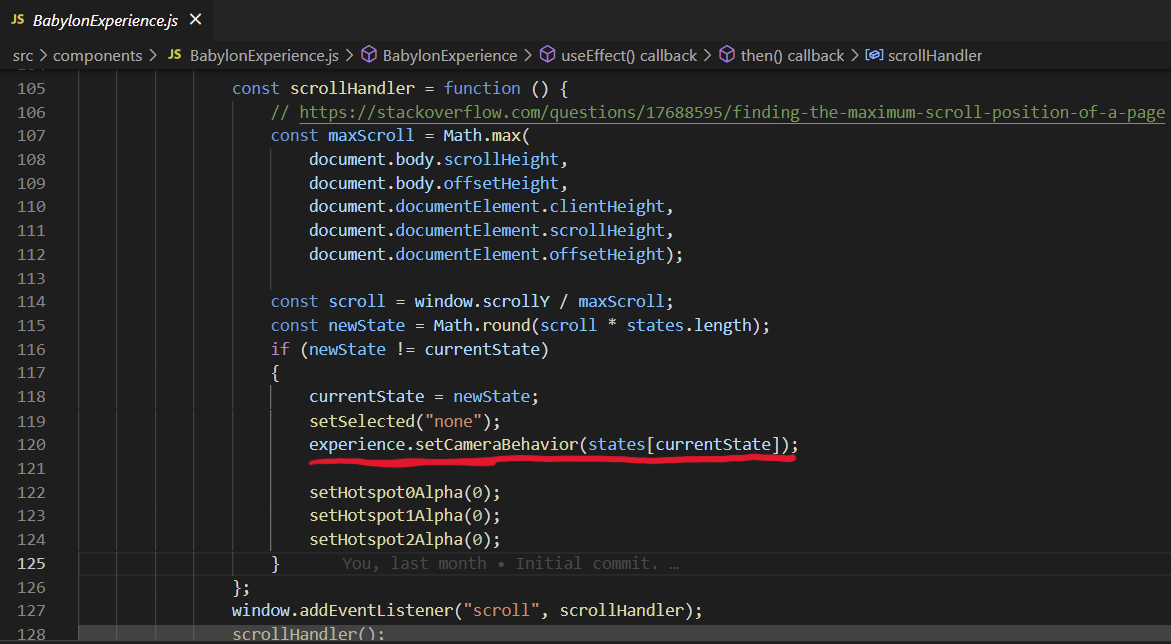 JS BabylonExperience.js ×
src > components > JS BabylonExperience.js > BabylonExperience > useEffect() callback > then() callback > scrollHandler
105 const scrollHandler = function () {
106 // https://stackoverflow.com/questions/17688595/finding-the-maximum-scroll-position-of-a-page
107 const maxScroll = Math.max(
108 document.body.scrollHeight,
109 document.body.offsetHeight,
110 document.documentElement.clientHeight,
111 document.documentElement.scrollHeight,
112 document.documentElement.offsetHeight);
113
114 const scroll = window.scrollY / maxScroll;
115 const newState = Math.round(scroll * states.length);
116 if (newState != currentState)
117 {
118 currentState = newState;
119 setSelected("none");
120 experience.setCameraBehavior(states[currentState]);
121
122 setHotspot0Alpha(0);
123 setHotspot1Alpha(0);
124 setHotspot2Alpha(0);
125 } You, last month • Initial commit. …
126 };
127 window.addEventListener("scroll", scrollHandler);
128 scrollHandler();